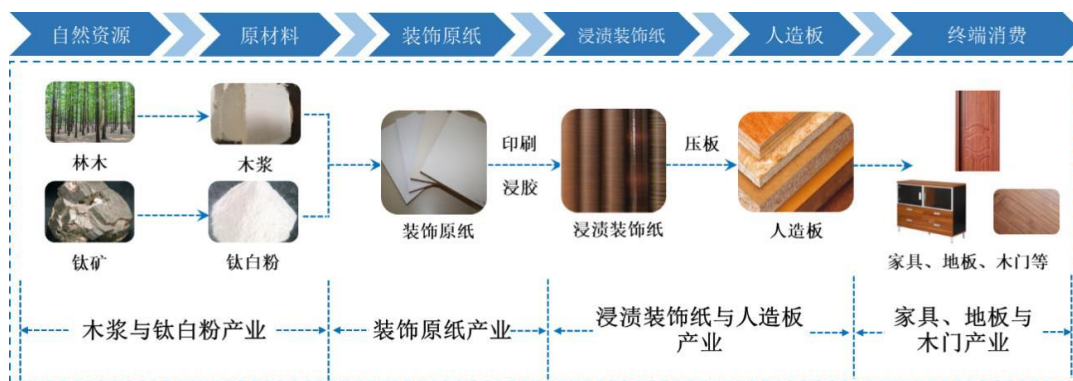 自然资源
原材料
装饰原纸
浸渍装饰纸
人造板
终端消费
林木
木浆
钛矿
钛白粉
装饰原纸
印刷
浸胶
浸渍装饰纸
压板
人造板
家具、地板、木门等
木浆与钛白粉产业
装饰原纸产业
浸渍装饰纸与人造板
产业
家具、地板与
木门产业